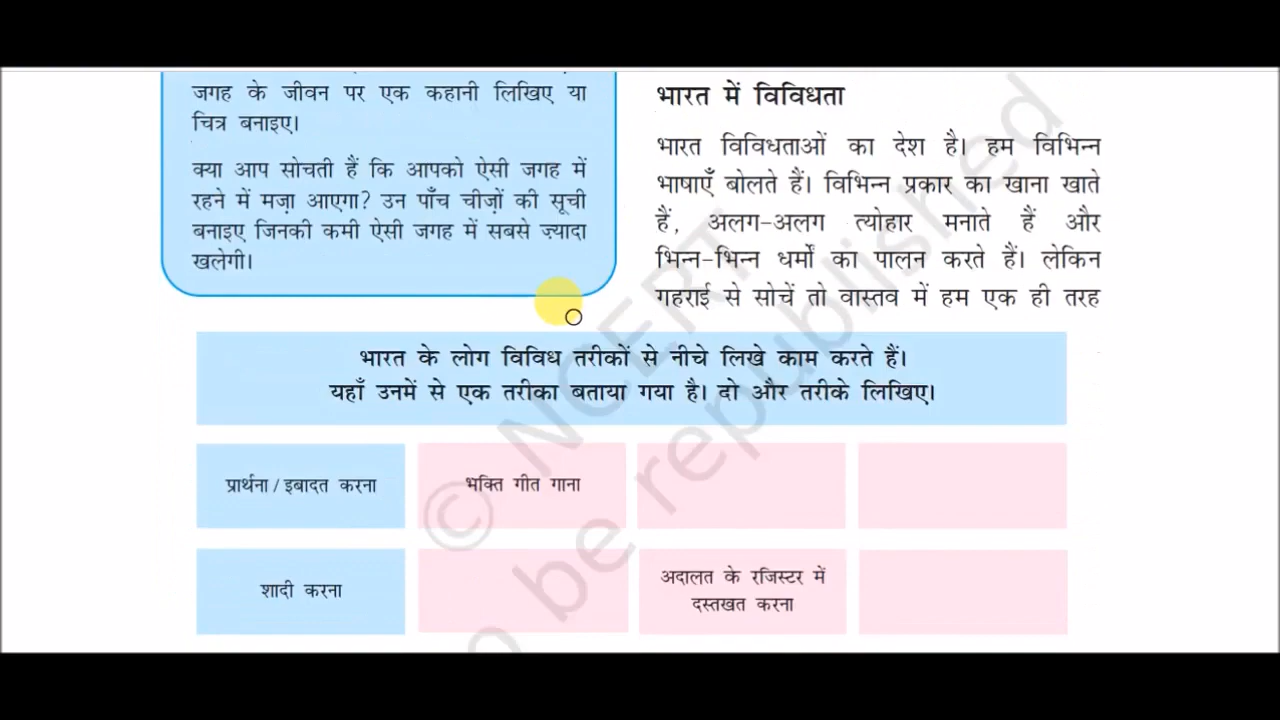 जगह के जीवन पर एक कहानी लिखिए या
चित्र बनाइए।
क्या आप सोचती हैं कि आपको ऐसी जगह में
रहने में मज़ा आएगा? उन पाँच चीज़ों की सूची
बनाइए जिनकी कमी ऐसी जगह में सबसे ज़्यादा
खलेगी।
भारत में विविधता
भारत विविधताओं का देश है। हम विभिन्न
भाषाएँ बोलते हैं। विभिन्न प्रकार का खाना खाते
हैं, अलग-अलग त्योहार मनाते हैं और
भिन्न-भिन्न धर्मों का पालन करते हैं। लेकिन
गहराई से सोचें तो वास्तव में हम एक ही तरह
भारत के लोग विविध तरीकों से नीचे लिखे काम करते हैं।
यहाँ उनमें से एक तरीका बताया गया है। दो और तरीके लिखिए।
प्रार्थना / इबादत करना
भक्ति गीत गाना
शादी करना
अदालत के रजिस्टर में
दस्तखत करना
© NCERT
be republished